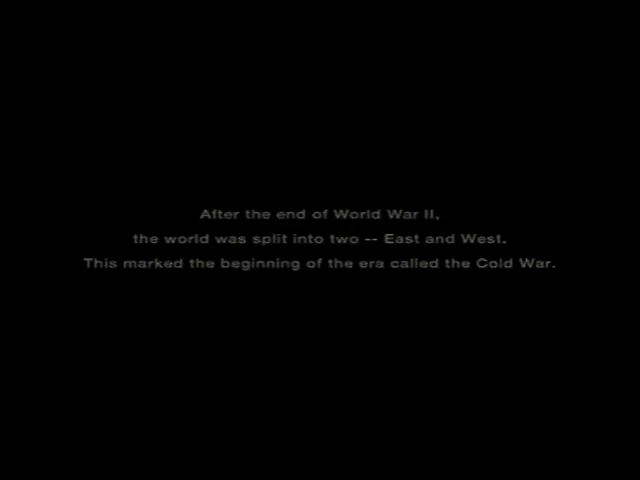 After the end of World War II,
the world was split into two -- East and West.
This marked the beginning of the era called the Cold War.